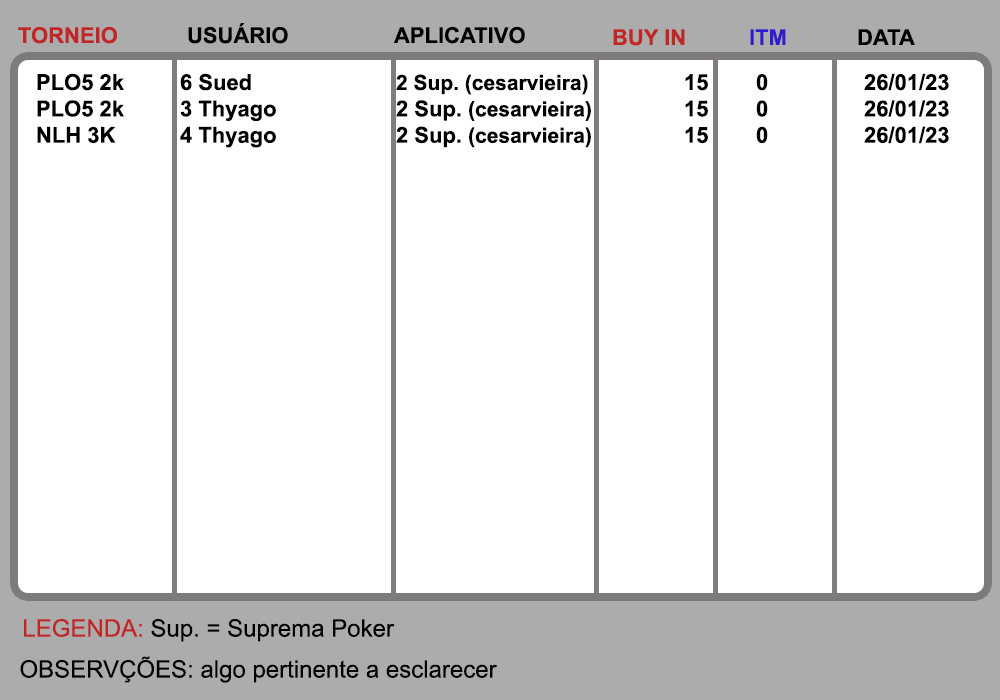 TORNEIO USUÁRIO APLICATIVO BUY IN ITM DATA
PLO5 2k 6 Sued 2 Sup. (cesarvieira) 15 0 26/01/23
PLO5 2k 3 Thyago 2 Sup. (cesarvieira) 15 0 26/01/23
NLH 3K 4 Thyago 2 Sup. (cesarvieira) 15 0 26/01/23
LEGENDA: Sup. = Suprema Poker
OBSERVÇÕES: algo pertinente a esclarecer